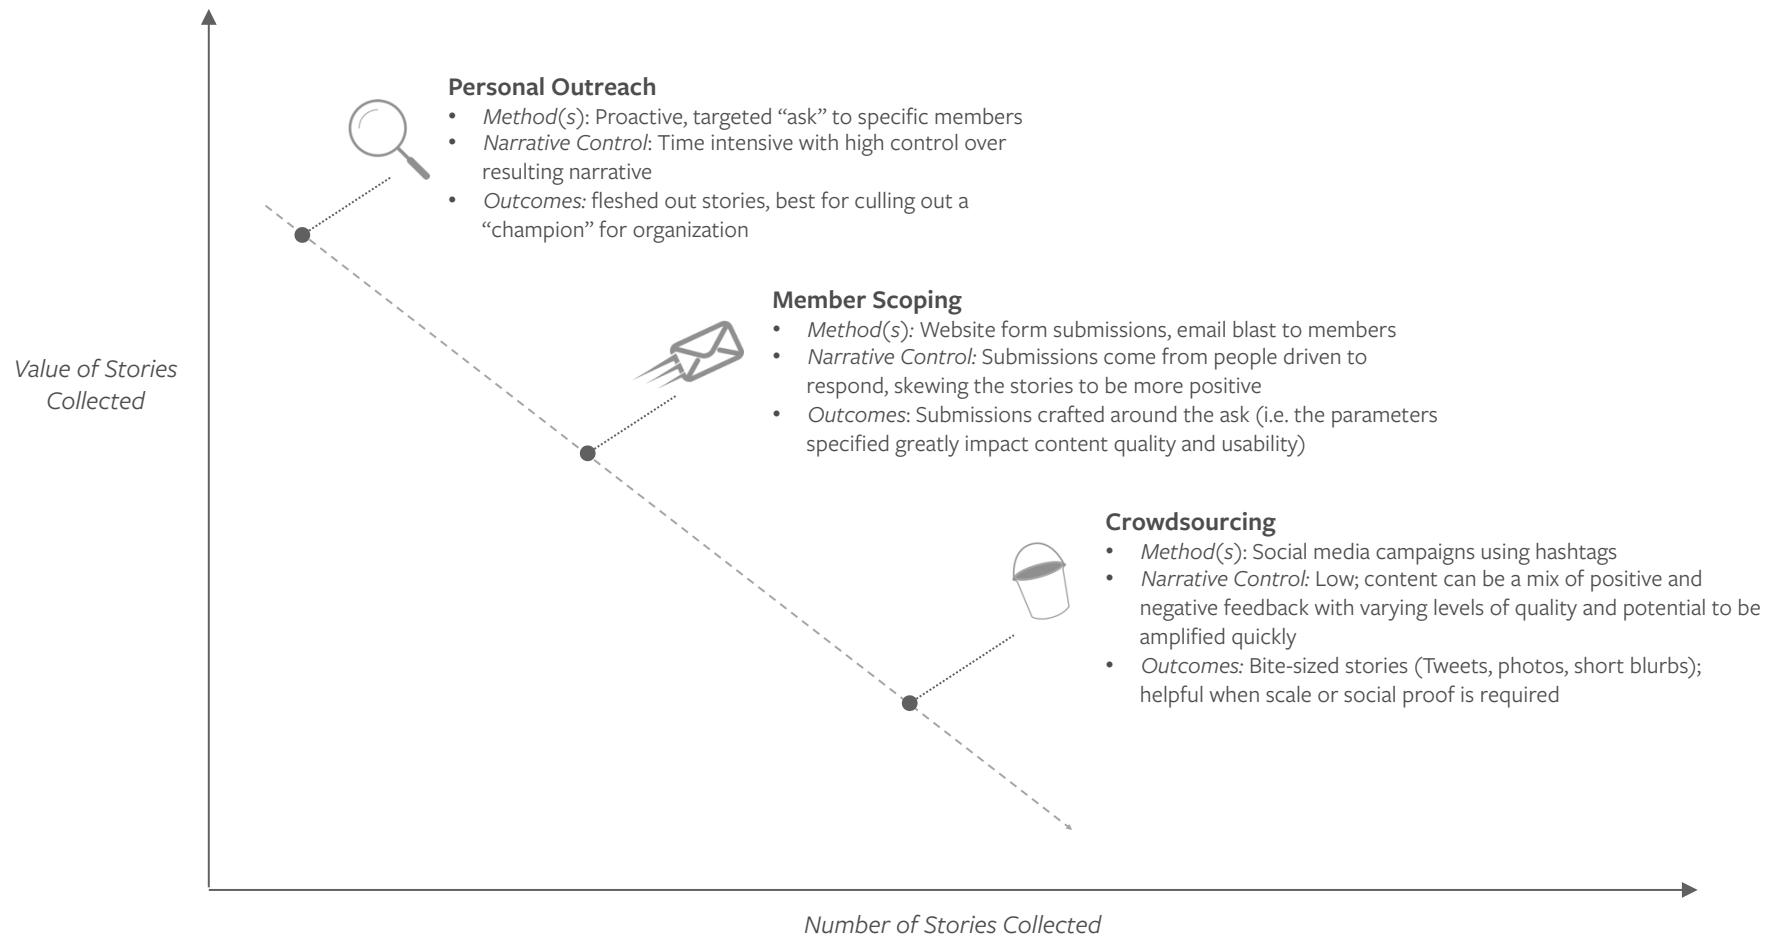 Personal Outreach
• Method(s): Proactive, targeted “ask” to specific members
• Narrative Control: Time intensive with high control over
resulting narrative
• Outcomes: fleshed out stories, best for culling out a
“champion” for organization
Member Scoping
• Method(s): Website form submissions, email blast to members
• Narrative Control: Submissions come from people driven to
respond, skewing the stories to be more positive
• Outcomes: Submissions crafted around the ask (i.e. the parameters
specified greatly impact content quality and usability)
Value of Stories
Collected
Crowdsourcing
• Method(s): Social media campaigns using hashtags
• Narrative Control: Low; content can be a mix of positive and
negative feedback with varying levels of quality and potential to be
amplified quickly
• Outcomes: Bite-sized stories (Tweets, photos, short blurbs);
helpful when scale or social proof is required
Number of Stories Collected